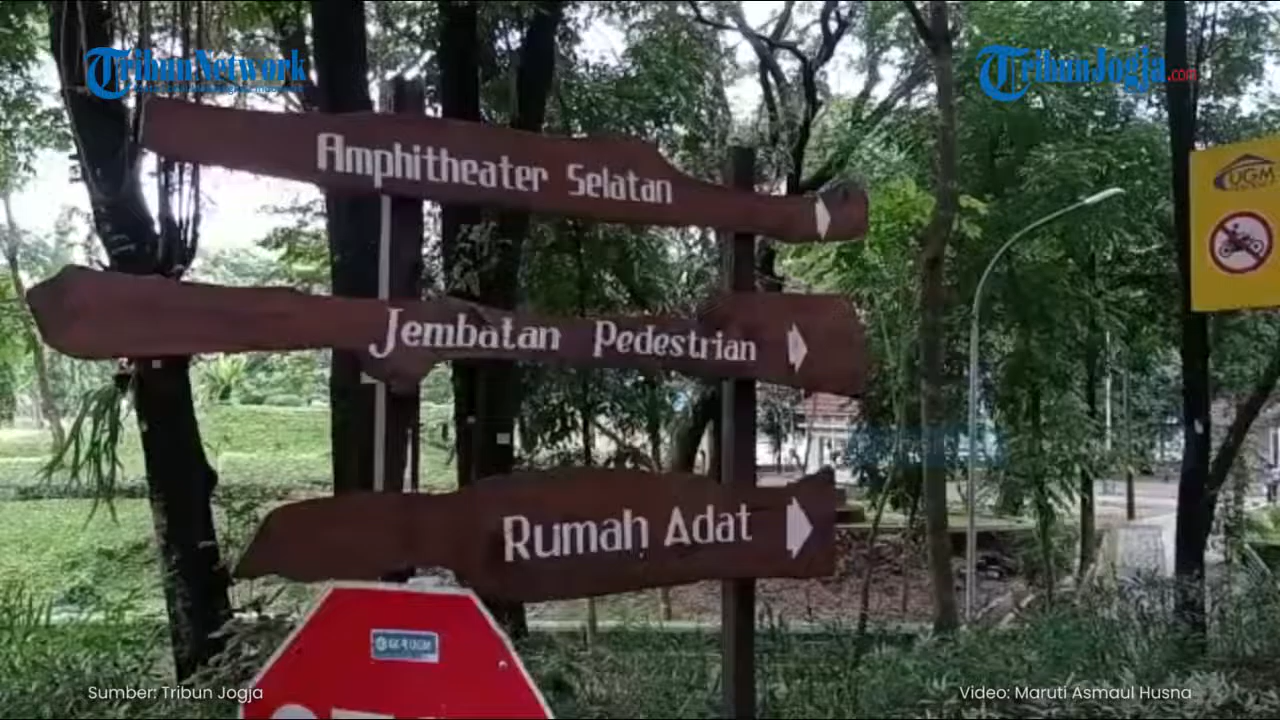 TribunNetwork
TribunJogja.com
Amphitheater Selatan
UGM
Jembatan Pedestrian
Rumah Adat
Sumber: Tribun Jogja
Video: Maruti Asmaul Husna